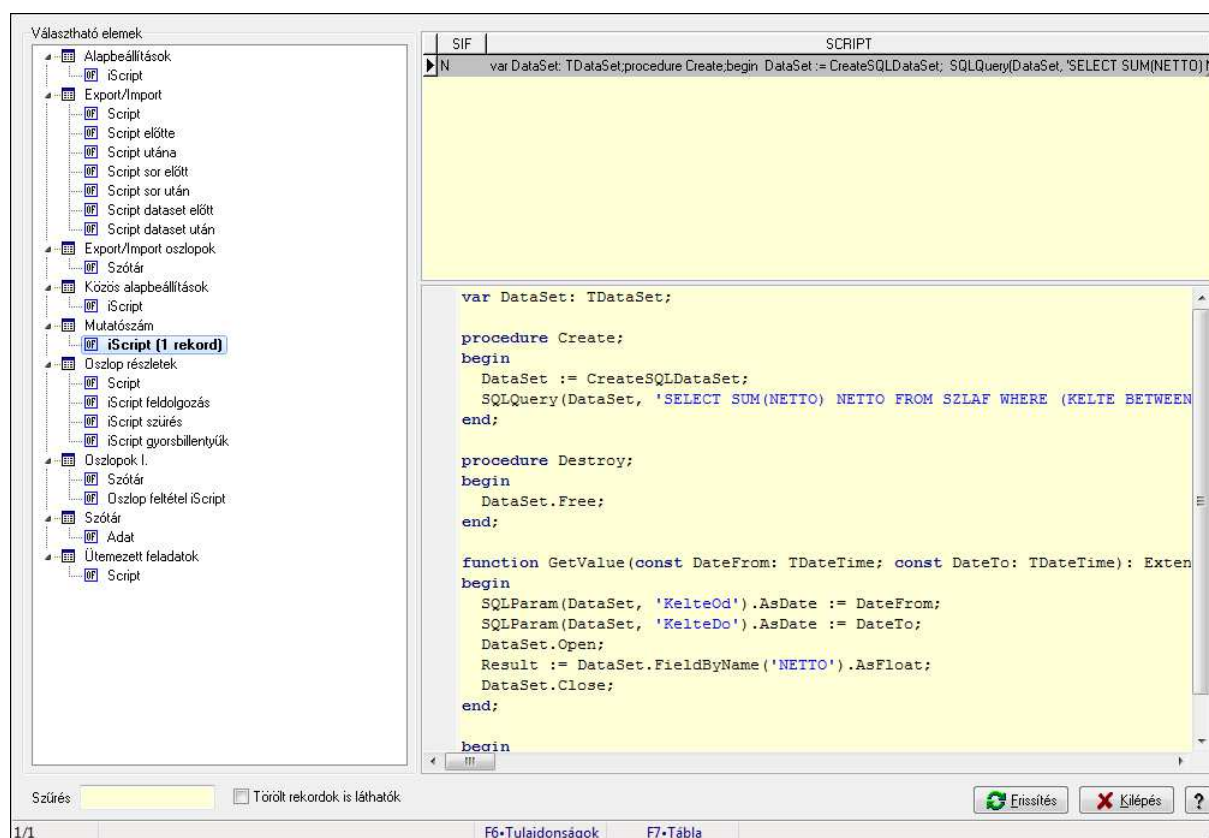 Választható elemek
Alapbeállítások
iScript
Export/Import
Script
Script előtte
Script utána
Script sor előtt
Script sor után
Script dataset előtt
Script dataset után
Export/Import oszlopok
Szótár
Közös alapbeállítások
iScript
Mutatószám
iScript (1 rekord)
Oszlop részletek
Script
iScript feldolgozás
iScript szűrés
iScript gyorsbillentyűk
Oszlopok I.
Szótár
Oszlop feltétel iScript
Szótár
Adat
Ütemezett feladatok
Script
SIF SCRIPT
N var DataSet: TDataSet;procedure Create;begin DataSet := CreateSQLDataSet; SQLQuery(DataSet, 'SELECT SUM(NETTO)
var DataSet: TDataSet;
procedure Create;
begin
DataSet := CreateSQLDataSet;
SQLQuery(DataSet, 'SELECT SUM(NETTO) NETTO FROM SZLAF WHERE (KELTE BETWEEN
end;
procedure Destroy;
begin
DataSet.Free;
end;
function GetValue(const DateFrom: TDateTime; const DateTo: TDateTime): Exten
begin
SQLParam(DataSet, 'KelteOd').AsDate := DateFrom;
SQLParam(DataSet, 'KelteDo').AsDate := DateTo;
DataSet.Open;
Result := DataSet.FieldByName('NETTO').AsFloat;
DataSet.Close;
end;
begin
Szűrés
Törölt rekordok is láthatók
Frissítés
Kilépés
?
1/1 F6•Tulajdonságok F7•Tábla